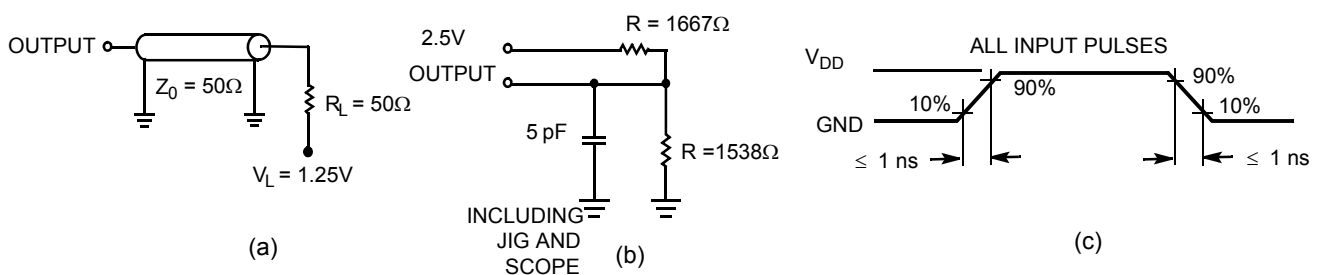 OUTPUT
Z0 = 50Ω
RL = 50Ω
VL = 1.25V
(a)
R = 1667Ω
2.5V
OUTPUT
5 pF
R =1538Ω
INCLUDING
JIG AND
SCOPE
(b)
ALL INPUT PULSES
VDD
90%
90%
10%
10%
GND
≤ 1 ns
≤ 1 ns
(c)